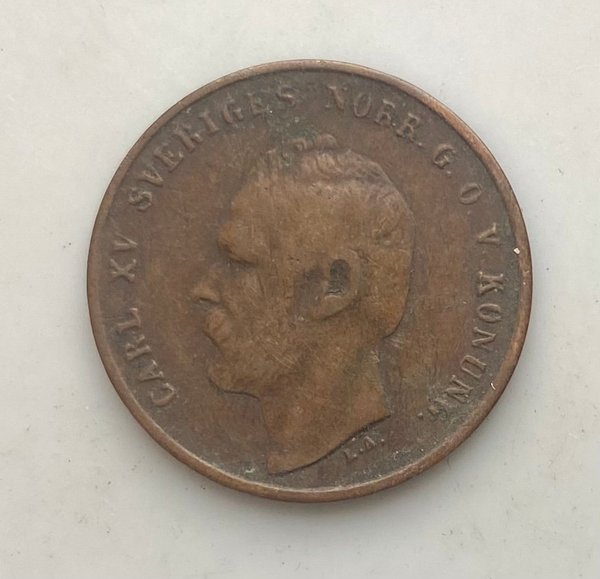 CARL XV SVERIGES NORR. G. O V. KONUNG.
L.A.